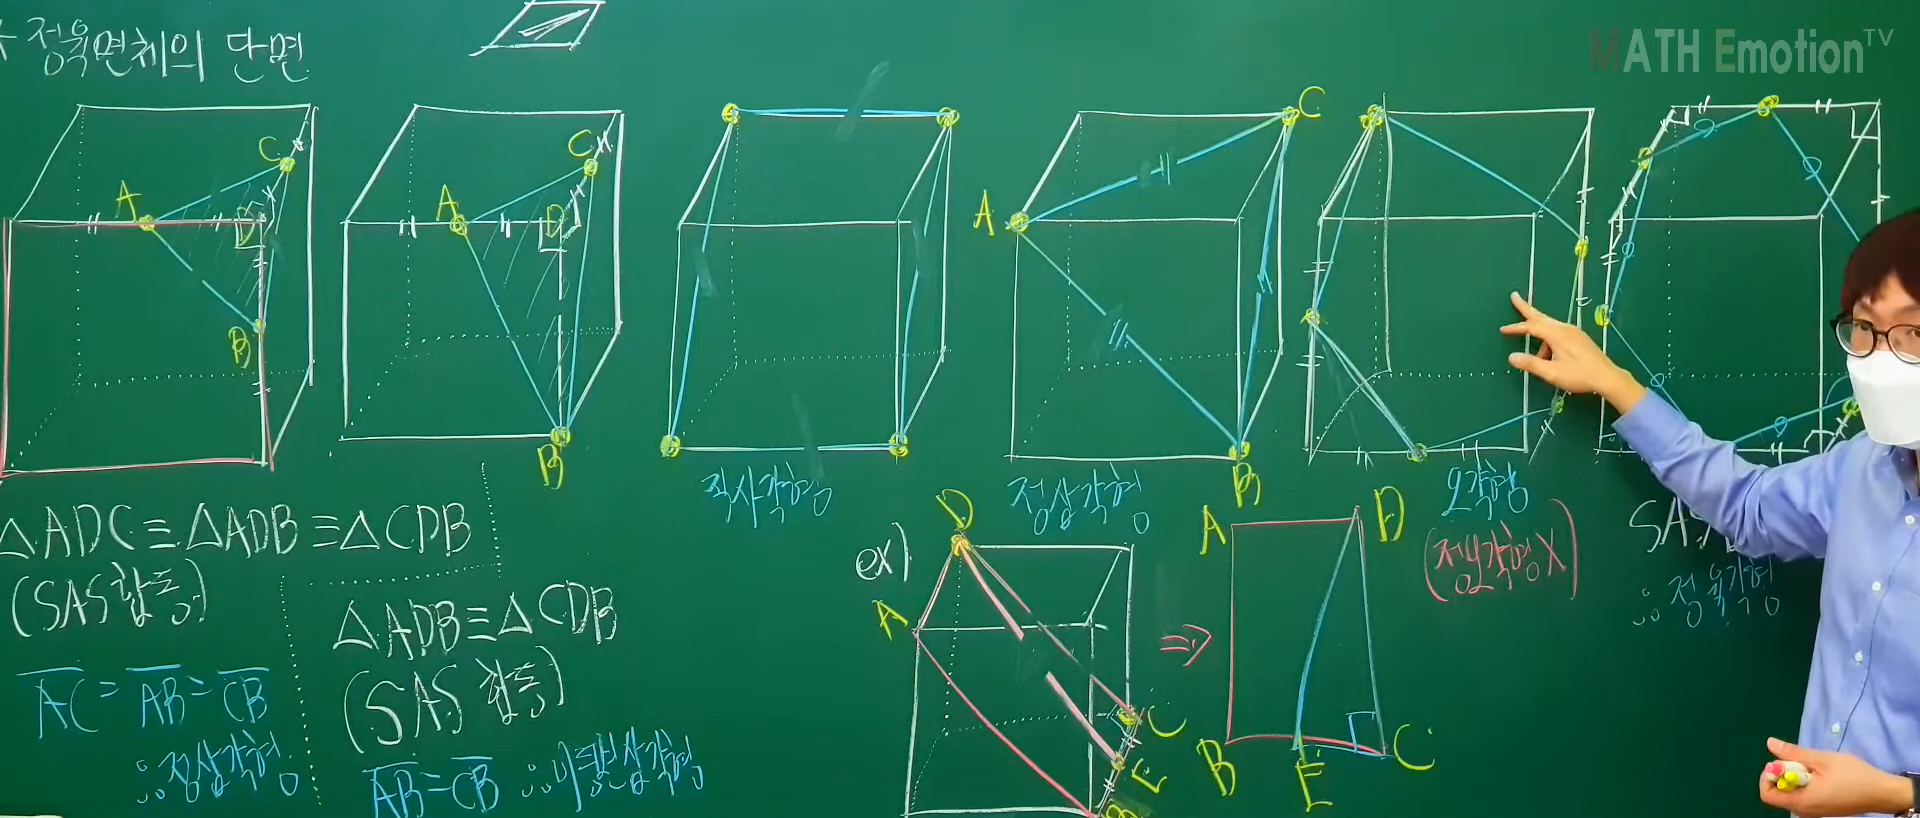 정육면체의 단면
MATH Emotion TV
A
C
D
B
A
C
D
B
직사각형
A
C
B
정삼각형
오각형
(정오각형X)
∴ 정육각형
△ADC≡△ADB≡△CDB
(SAS합동)
AC=AB=CB
∴정삼각형
△ADB≡△CDB
(SAS합동)
AB=CB ∴이등변삼각형
ex)
D
A
C
E
B
⇒
A
D
B
E
C